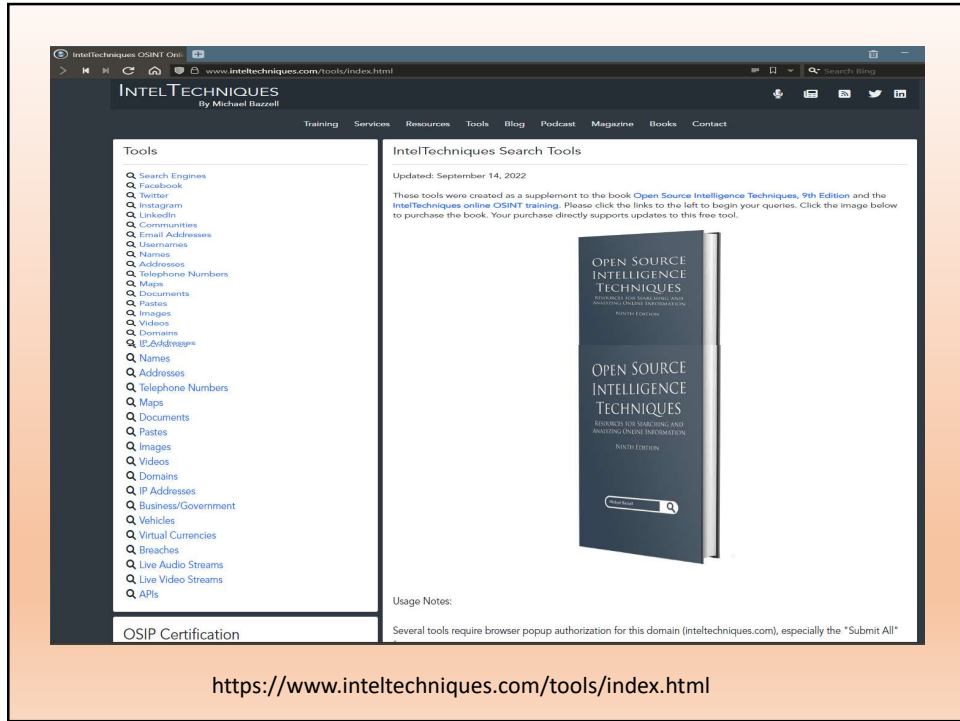 IntelTechniques OSINT Onli
www.inteltechniques.com/tools/index.html
Search Bing
INTELTECHNIQUES
By Michael Bazzell
Training Services Resources Tools Blog Podcast Magazine Books Contact
Tools
Search Engines
Facebook
Twitter
Instagram
LinkedIn
Communities
Email Addresses
Usernames
Names
Addresses
Telephone Numbers
Maps
Documents
Pastes
Images
Videos
Domains
Names
Addresses
Telephone Numbers
Maps
Documents
Pastes
Images
Videos
Domains
IP Addresses
Business/Government
Vehicles
Virtual Currencies
Breaches
Live Audio Streams
Live Video Streams
APIs
OSIP Certification
IntelTechniques Search Tools
Updated: September 14, 2022
These tools were created as a supplement to the book Open Source Intelligence Techniques, 9th Edition and the
IntelTechniques online OSINT training. Please click the links to the left to begin your queries. Click the image below
to purchase the book. Your purchase directly supports updates to this free tool.
OPEN SOURCE
INTELLIGENCE
TECHNIQUES
RESOURCES FOR SEARCHING AND
ANALYZING ONLINE INFORMATION
NINTH EDITION
OPEN SOURCE
INTELLIGENCE
TECHNIQUES
RESOURCES FOR SEARCHING AND
ANALYZING ONLINE INFORMATION
NINTH EDITION
Michael Bazzell
Usage Notes:
Several tools require browser popup authorization for this domain (inteltechniques.com), especially the "Submit All"
https://www.inteltechniques.com/tools/index.html